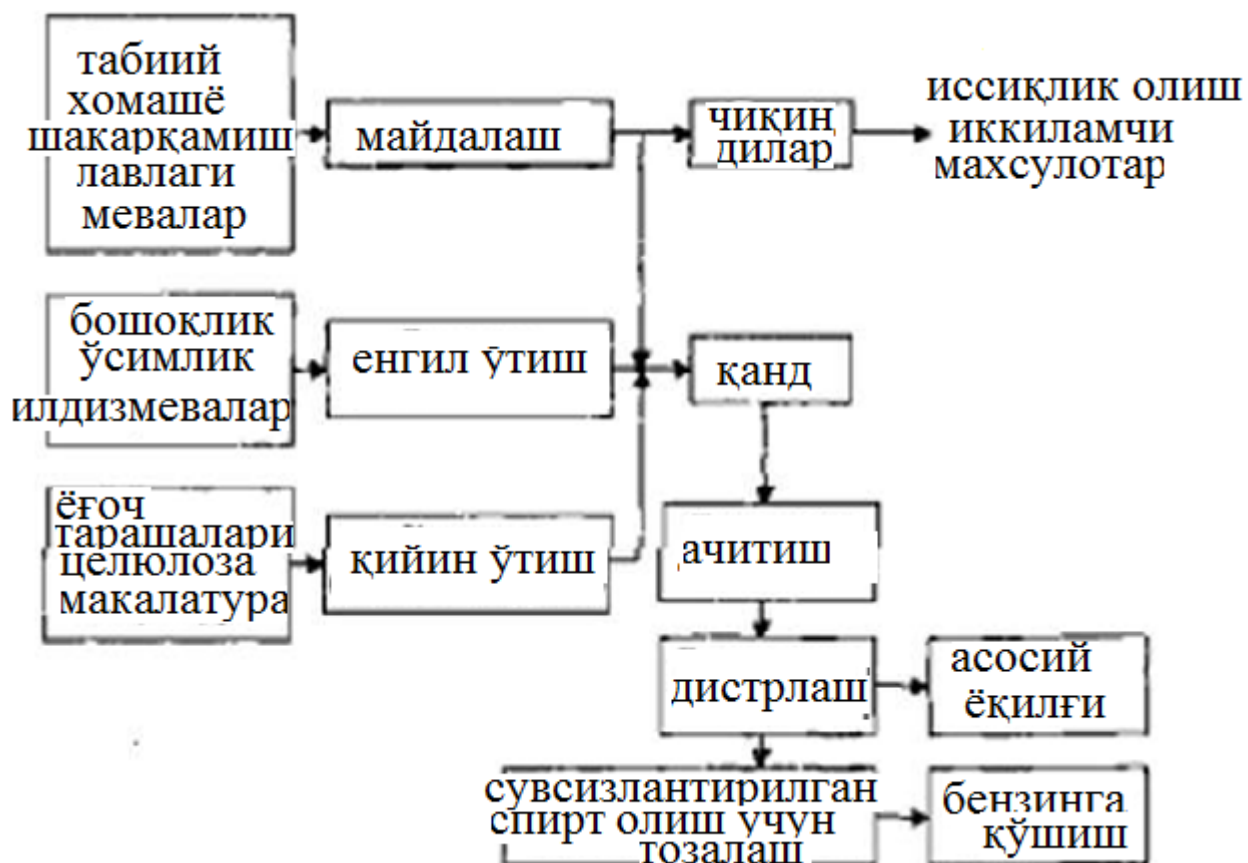 табиий
хомашё
шакарқамиш
лавлаги
мевалар
майдалаш
чиқин
дилар
иссиқлик олиш
иккиламчи
махсулотар
бошоқлик
ўсимлик
илдизмевалар
енгил ўтиш
қанд
ёғоч
тарашалари
целюлоза
макалатура
қийин ўтиш
ачитиш
дистрлаш
асосий
ёқилғи
сувсизлантирилган
спирт олиш учун
тозалаш
бензинга
қўшиш